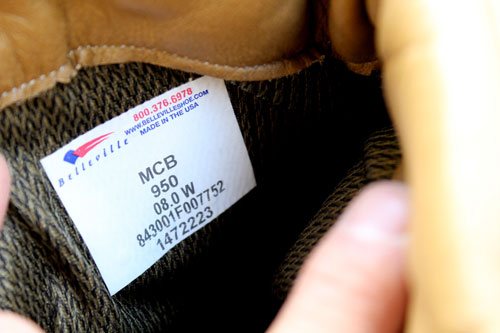 800.376.6978
WWW.BELLEVILLESHOE.COM
MADE IN THE USA
Belleville
MCB
950
08.0 W
843001F007752
1472223